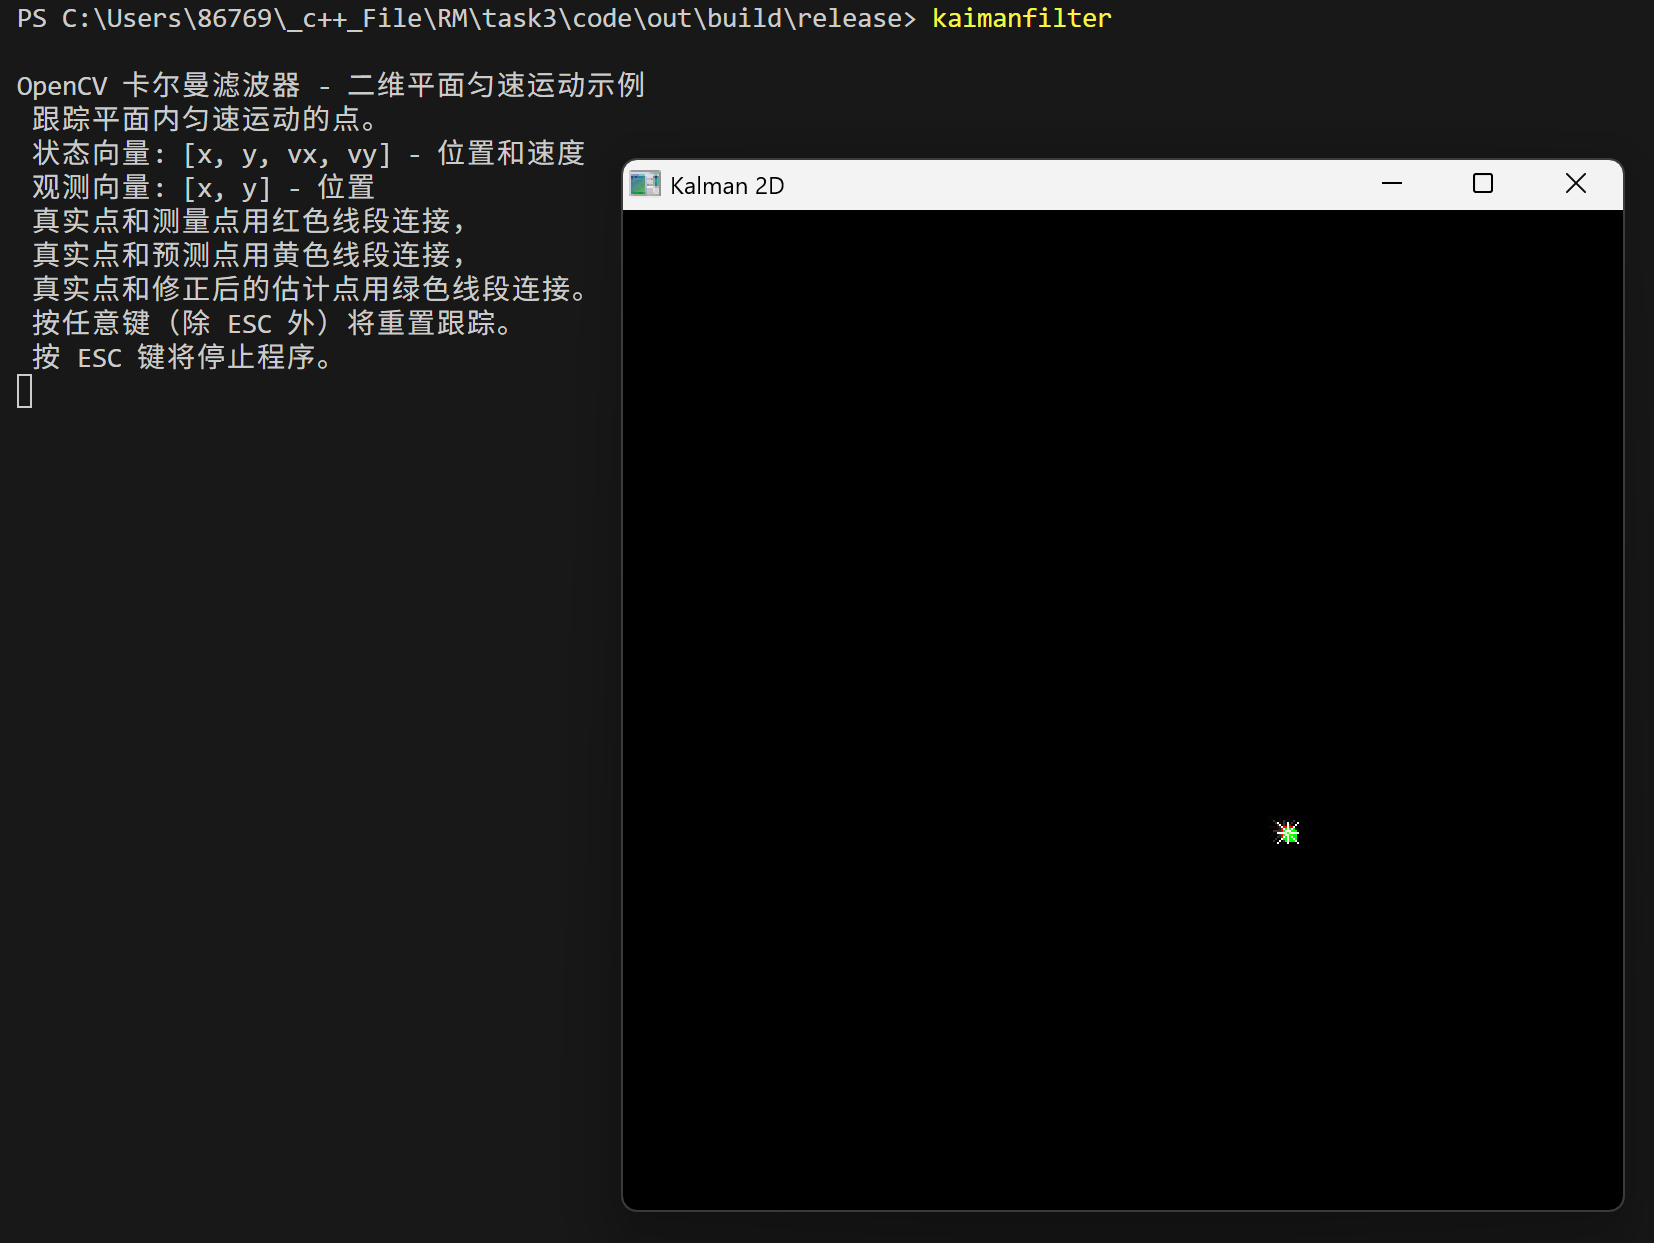 PS C:\Users\86769\_c++_File\RM\task3\code\out\build\release> kaimanfilter
OpenCV 卡尔曼滤波器 - 二维平面匀速运动示例
跟踪平面内匀速运动的点。
状态向量: [x, y, vx, vy] - 位置和速度
观测向量: [x, y] - 位置
真实点和测量点用红色线段连接，
真实点和预测点用黄色线段连接，
真实点和修正后的估计点用绿色线段连接。
按任意键（除 ESC 外）将重置跟踪。
按 ESC 键将停止程序。
Kalman 2D